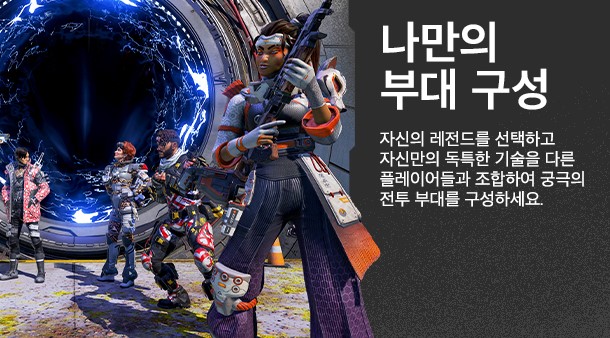 나만의
부대 구성
자신의 레전드를 선택하고
자신만의 독특한 기술을 다른
플레이어들과 조합하여 궁극의
전투 부대를 구성하세요.